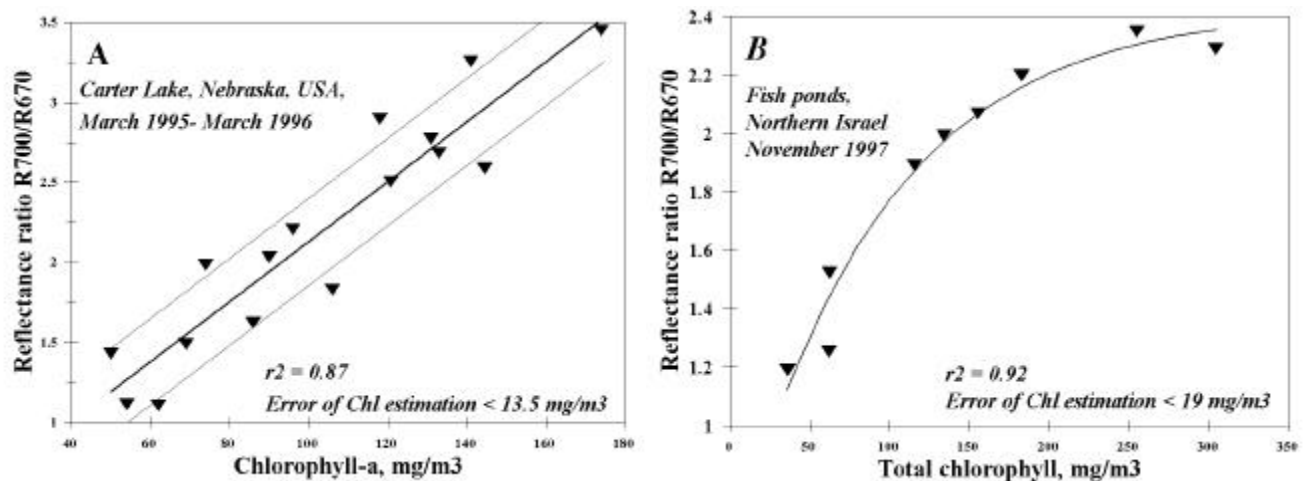 A
Carter Lake, Nebraska, USA,
March 1995- March 1996
Reflectance ratio R700/R670
3.5
3
2.5
2
1.5
1
r2 = 0.87
Error of Chl estimation < 13.5 mg/m3
40 60 80 100 120 140 160 180
Chlorophyll-a, mg/m3
B
Fish ponds,
Northern Israel
November 1997
Reflectance ratio R700/R670
2.4
2.2
2
1.8
1.6
1.4
1.2
1
r2 = 0.92
Error of Chl estimation < 19 mg/m3
0 50 100 150 200 250 300 350
Total chlorophyll, mg/m3